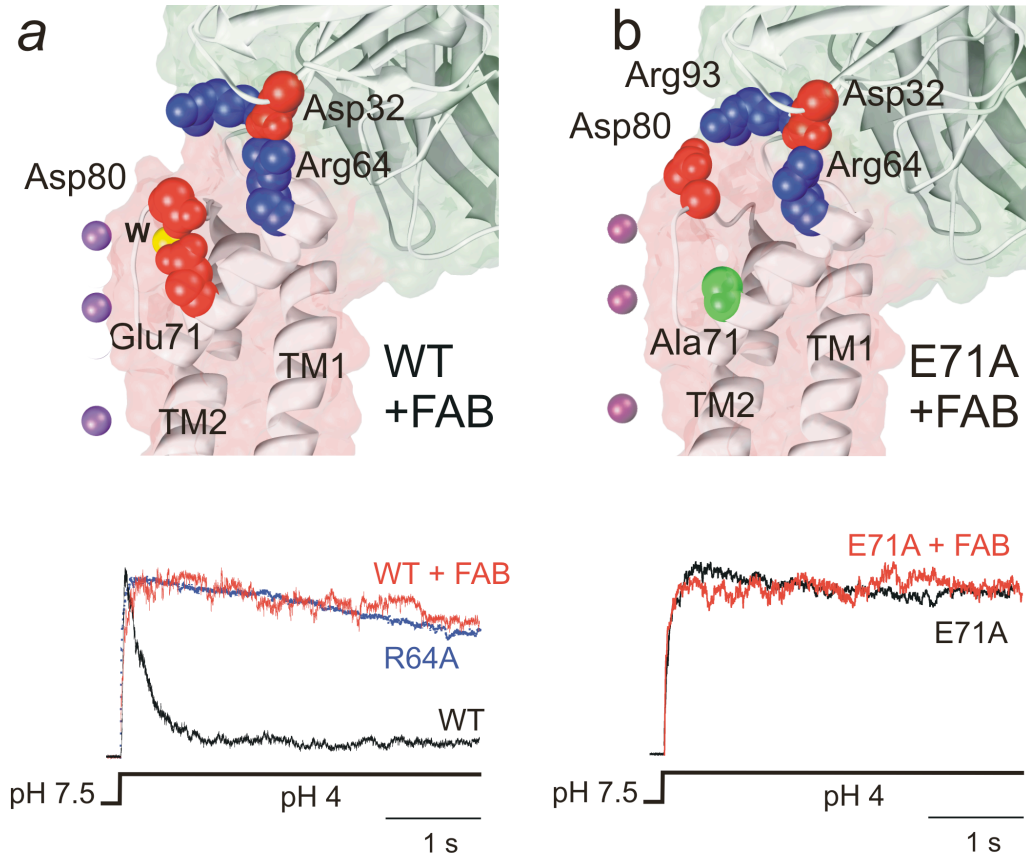 a
Asp32
Arg64
Asp80
W
Glu71
TM1
TM2
WT
+FAB
b
Arg93
Asp32
Asp80
Arg64
Ala71
TM1
TM2
E71A
+FAB
WT + FAB
R64A
WT
pH 7.5
pH 4
1 s
E71A + FAB
E71A
pH 7.5
pH 4
1 s